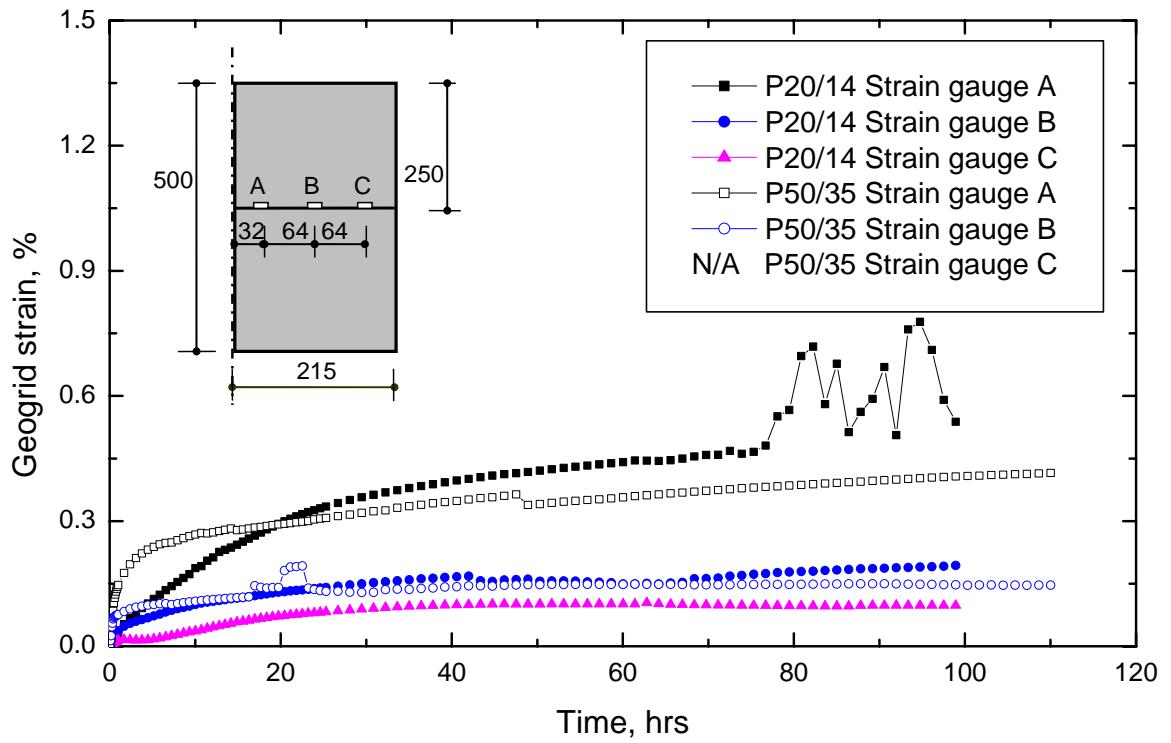 1.5
1.2
0.9
0.6
0.3
0.0
Geogrid strain, %
0
20
40
60
80
100
120
Time, hrs
500
250
A B C
32 64 64
215
P20/14 Strain gauge A
P20/14 Strain gauge B
P20/14 Strain gauge C
P50/35 Strain gauge A
P50/35 Strain gauge B
N/A P50/35 Strain gauge C